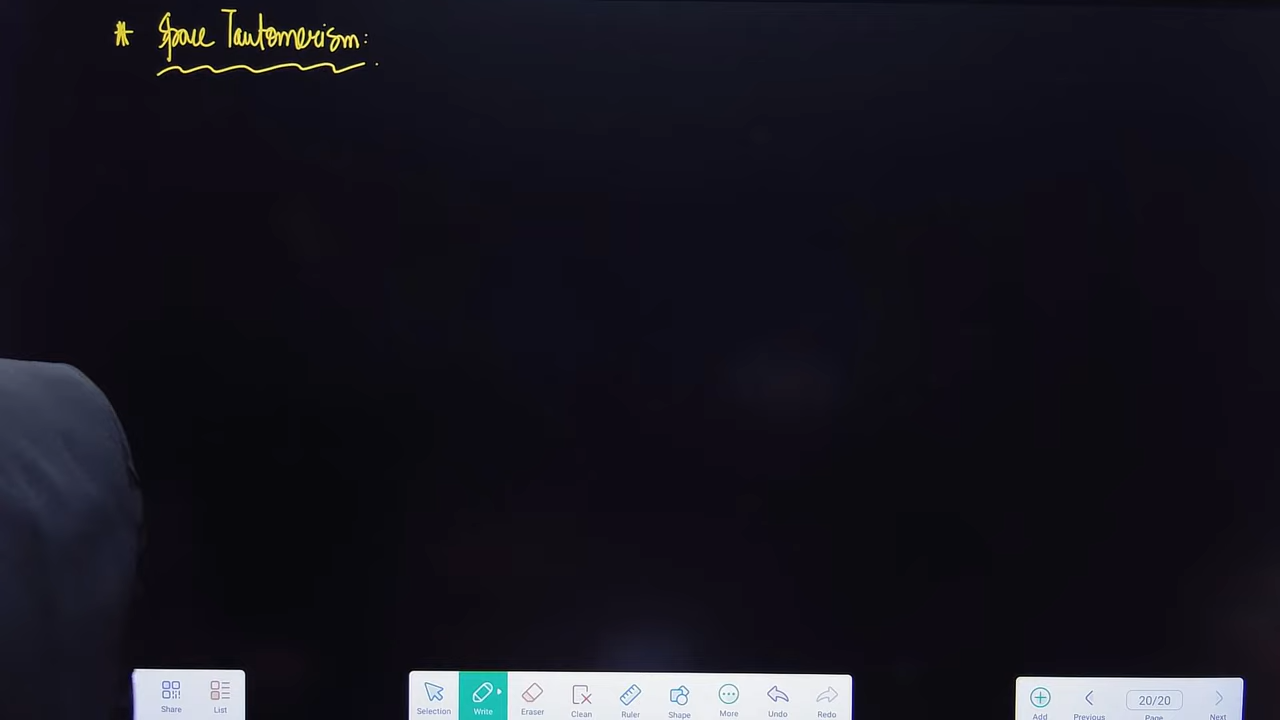 * Space Tautomerism:
Share List
Selection Write Eraser Clean Ruler Shape More Undo Redo
Add Previous 20/20 Page Next